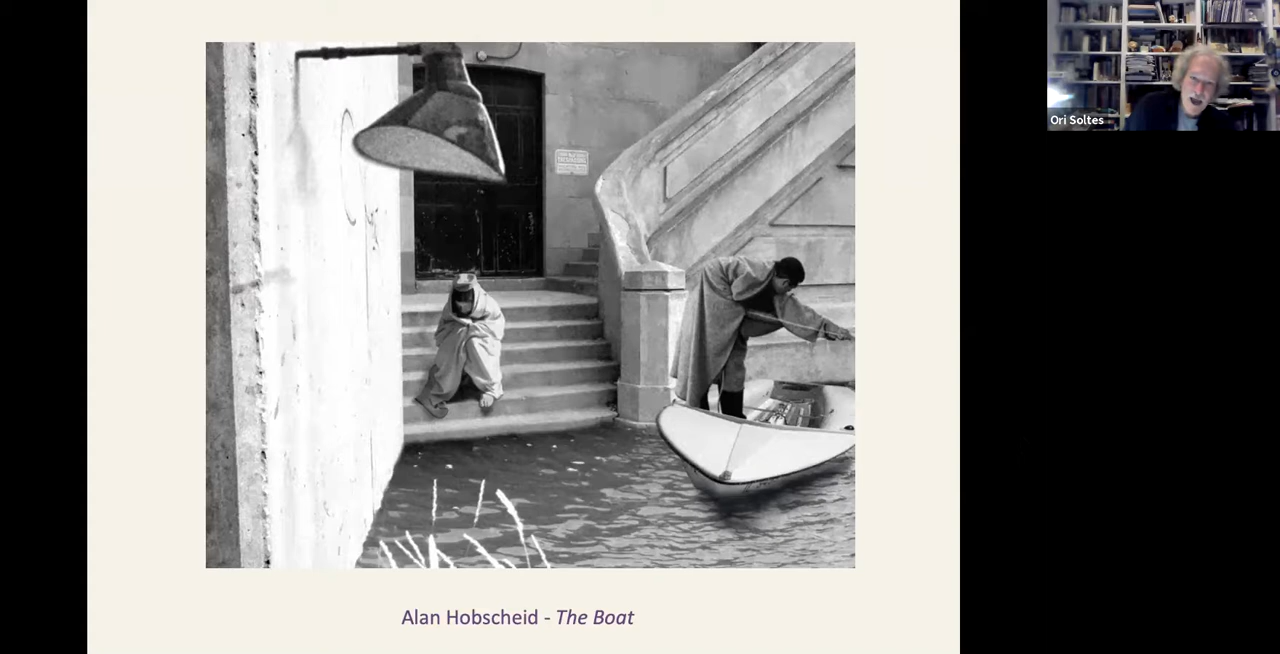 Alan Hobscheid - The Boat
Ori Soltes